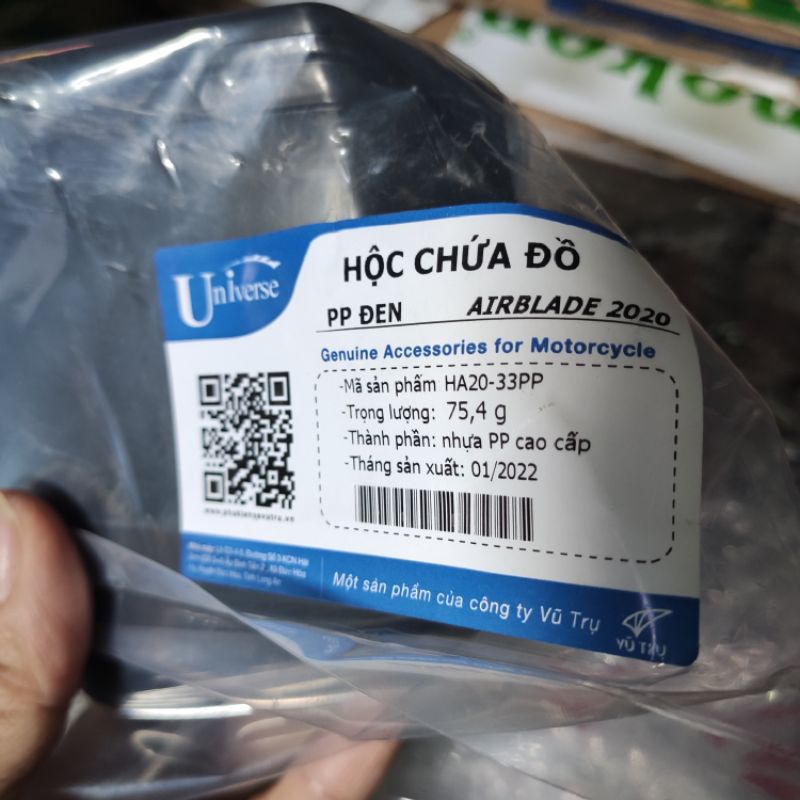 Universe
HỘC CHỨA ĐỒ
PP ĐEN AIRBLADE 2020
Genuine Accessories for Motorcycle
-Mã sản phẩm HA20-33PP
-Trọng lượng: 75,4 g
-Thành phần: nhựa PP cao cấp
-Tháng sản xuất: 01/2022
Một sản phẩm của công ty Vũ Trụ
VŨ TRỤ